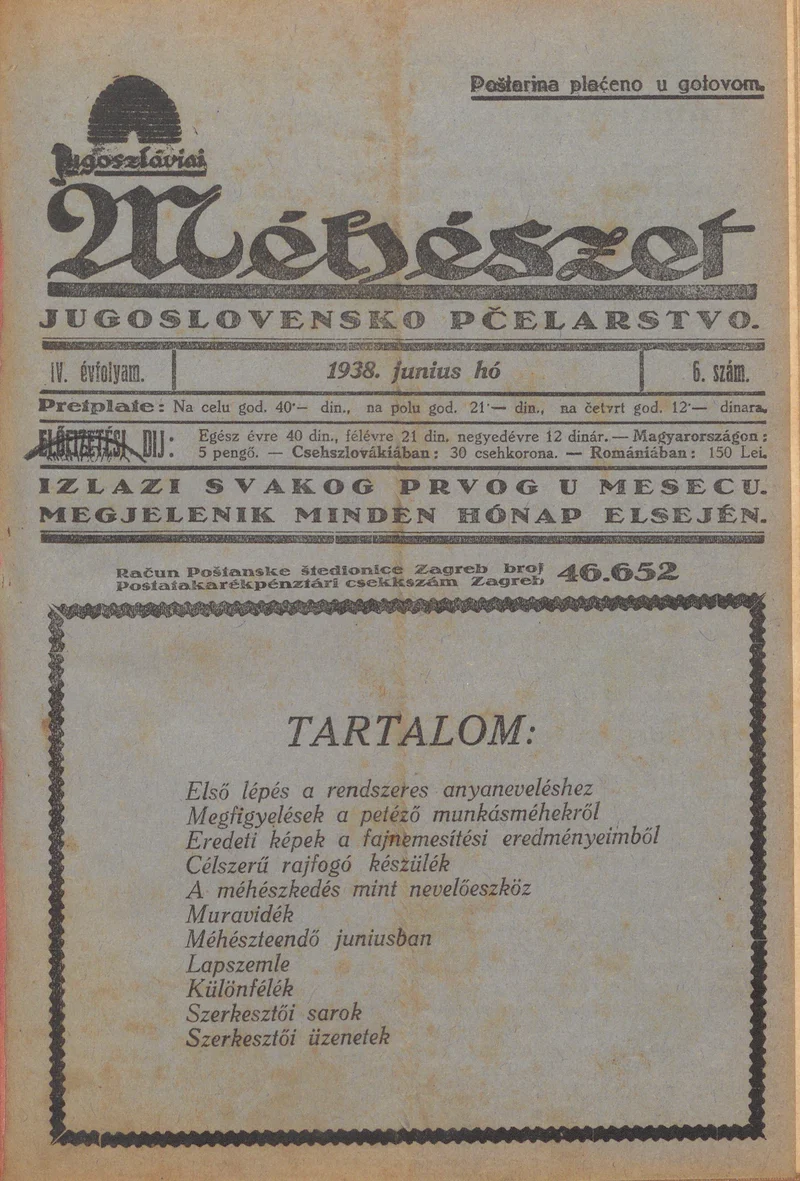 Poštarina plaćeno u gotovom.
Jugoszláviai
Méhészet
JUGOSLOVENSKO PČELARSTVO.
IV. évfolyam.
1938. junius hó
6. szám.
Pretplate: Na celu god. 40·— din., na polu god. 21·— din., na četvrt god. 12·— dinara.
ELŐFIZETÉSI DIJ: Egész évre 40 din., félévre 21 din. negyedévre 12 dinár. — Magyarországon:
5 pengő. — Csehszlovákiában: 30 csehkorona. — Romániában: 150 Lei.
IZLAZI SVAKOG PRVOG U MESECU.
MEGJELENIK MINDEN HÓNAP ELSEJÉN.
Račun Poštanske štedionice Zagreb broj 46.652
Postatakarékpénztári csekkszám Zagreb
TARTALOM:
Első lépés a rendszeres anyaneveléshez
Megfigyelések a petéző munkásméhekről
Eredeti képek a fajnemesítési eredményeimből
Célszerű rajfogó készülék
A méhészkedés mint nevelőeszköz
Muravidék
Méhészteendő juniusban
Lapszemle
Különfélék
Szerkesztői sarok
Szerkesztői üzenetek